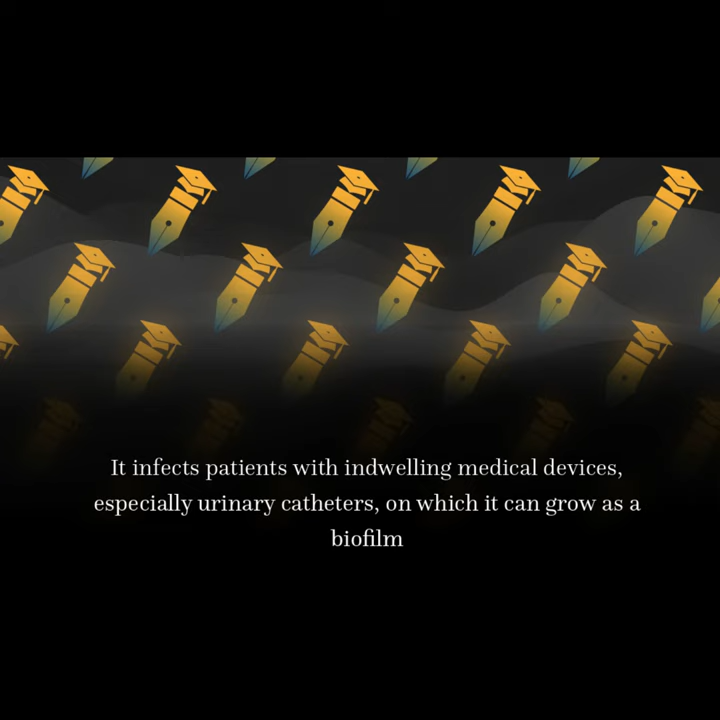 It infects patients with indwelling medical devices,
especially urinary catheters, on which it can grow as a
biofilm